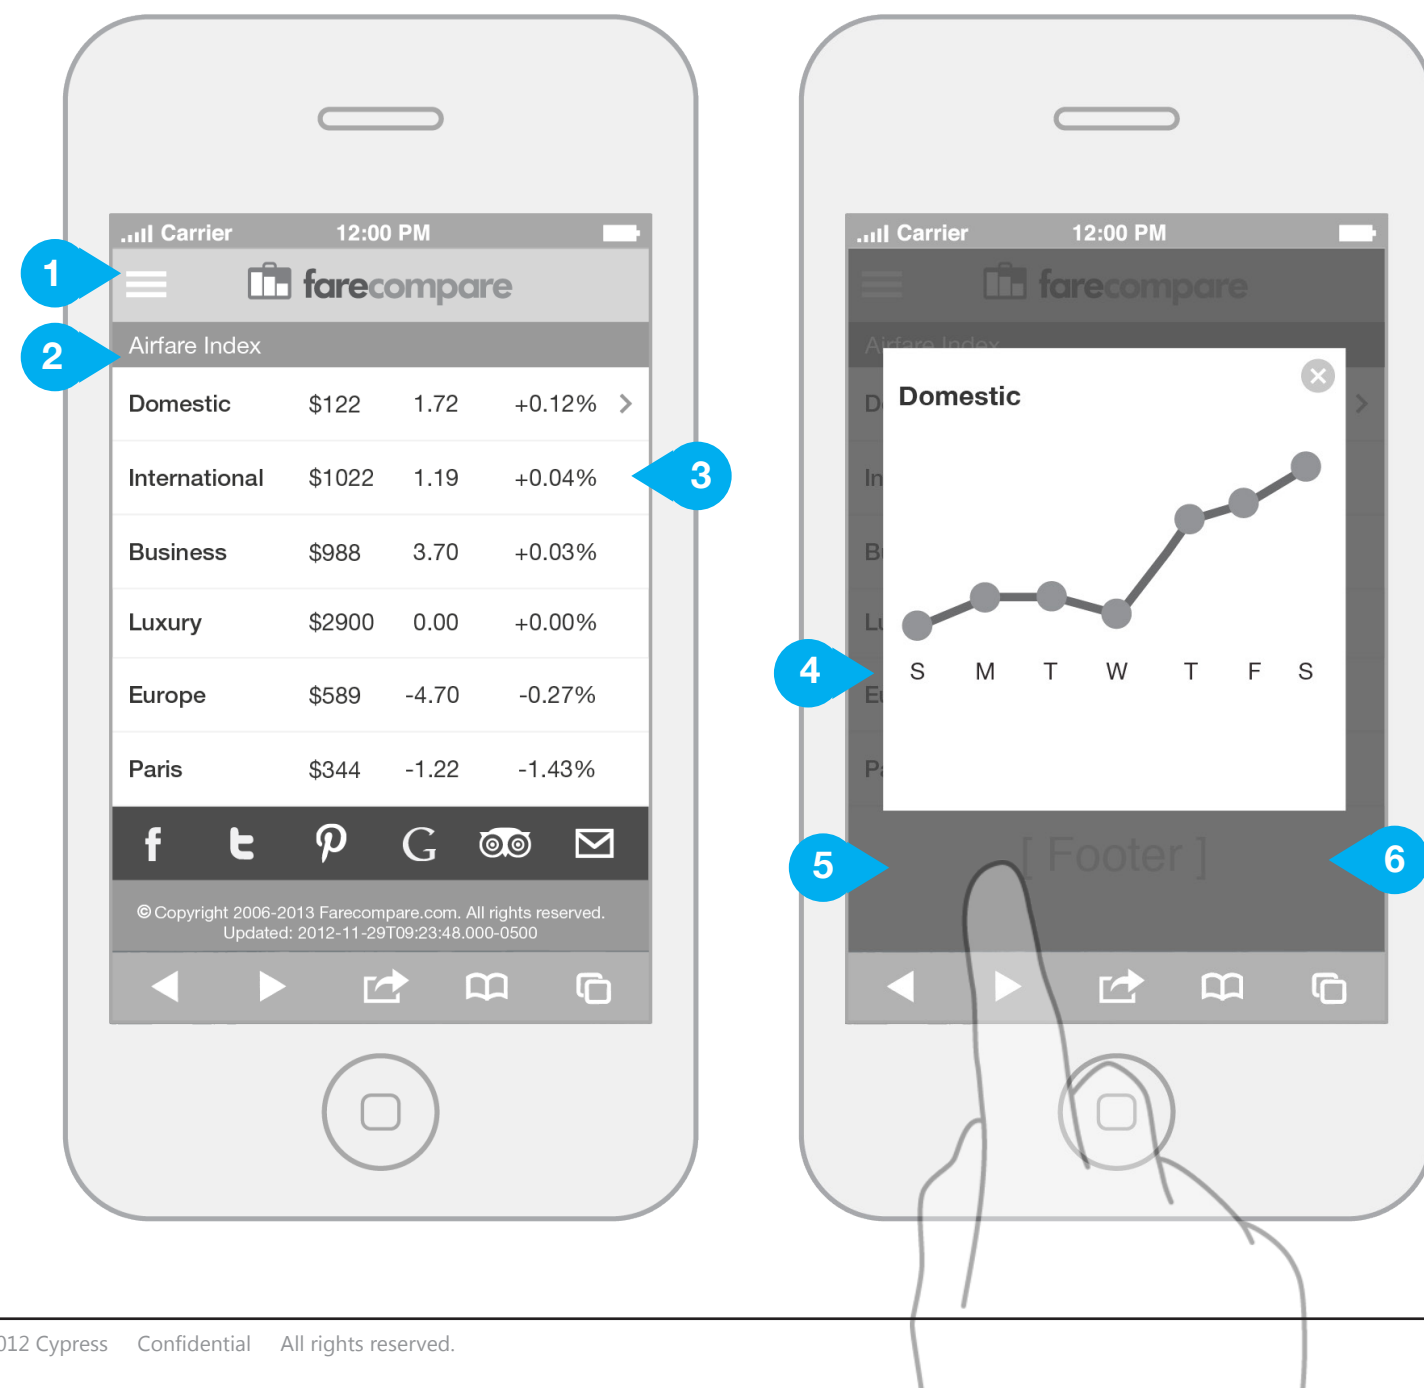 Carrier 12:00 PM
1
farecompare
2
Airfare Index
Domestic $122 1.72 +0.12%
International $1022 1.19 +0.04%
3
Business $988 3.70 +0.03%
Luxury $2900 0.00 +0.00%
Europe $589 -4.70 -0.27%
Paris $344 -1.22 -1.43%
© Copyright 2006-2013 Farecompare.com. All rights reserved.
Updated: 2012-11-29T09:23:48.000-0500
Carrier 12:00 PM
farecompare
Airfare Index
Domestic
4
S M T W T F S
5
[ Footer ]
6
012 Cypress Confidential All rights reserved.